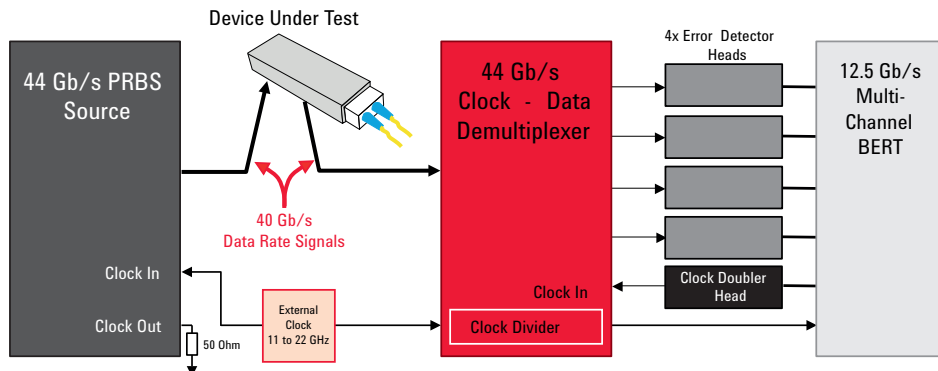 Device Under Test
44 Gb/s PRBS
Source
44 Gb/s
Clock - Data
Demultiplexer
4x Error Detector
Heads
12.5 Gb/s
Multi-
Channel
BERT
40 Gb/s
Data Rate Signals
Clock In
Clock Out
50 Ohm
External
Clock
11 to 22 GHz
Clock In
Clock Divider
Clock Doubler
Head